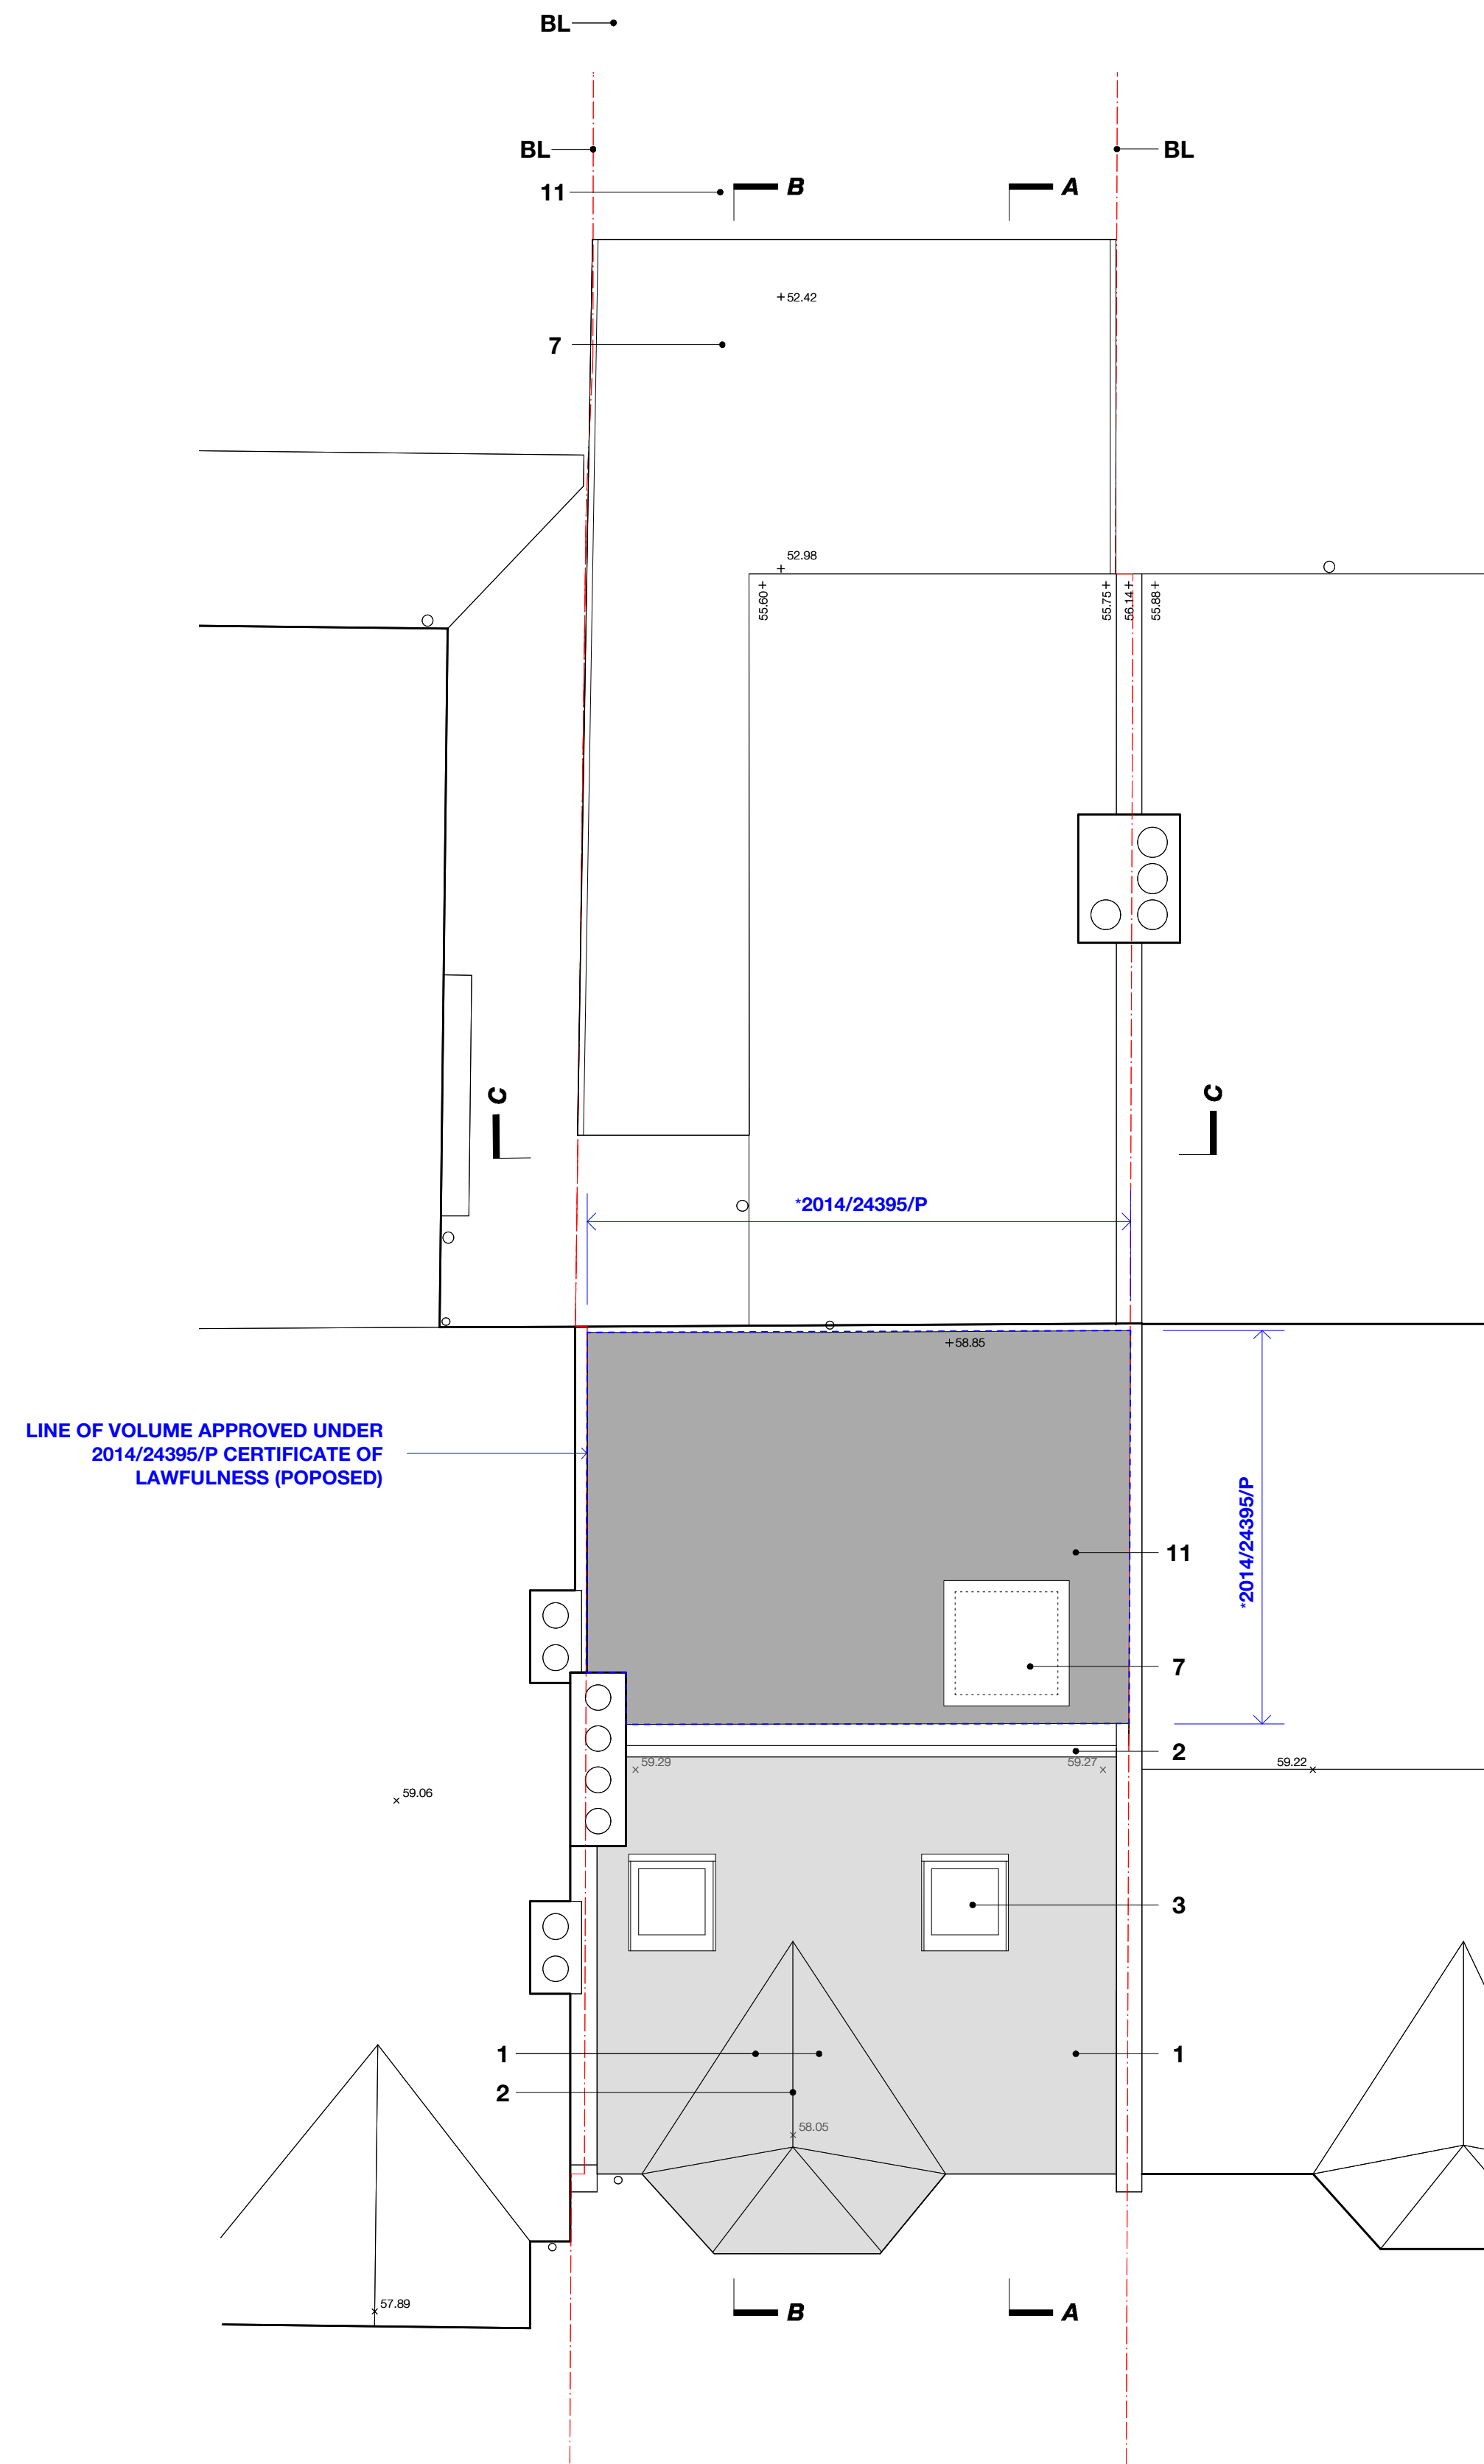 BL
BL
BL
11
B
A
52.42
7
52.98
55.60
55.75
56.14
55.88
C
C
*2014/24395/P
58.85
LINE OF VOLUME APPROVED UNDER
2014/24395/P CERTIFICATE OF
LAWFULNESS (POPOSED)
*2014/24395/P
11
7
2
59.29
59.27
59.22
59.06
3
1
1
2
58.05
57.89
B
A